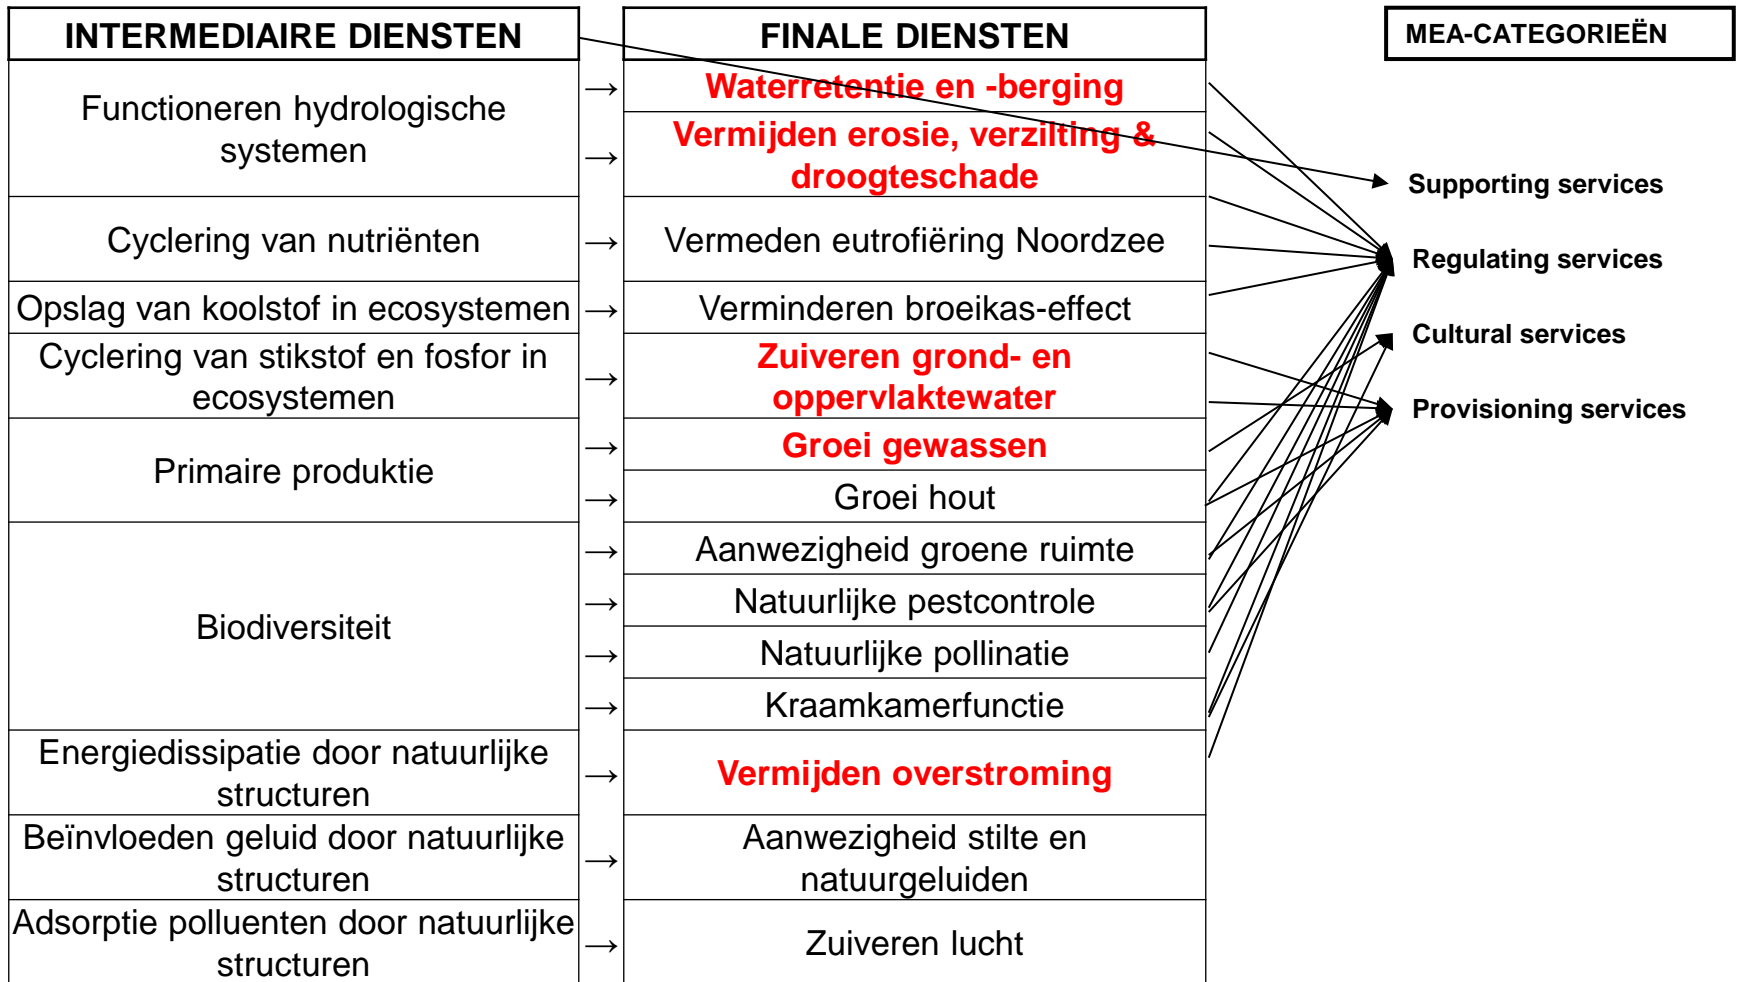 INTERMEDIAIRE DIENSTEN
FINALE DIENSTEN
MEA-CATEGORIEËN
Functioneren hydrologische
systemen
→
Waterretentie en -berging
→
Vermijden erosie, verzilting &
droogteschade
Cyclering van nutriënten
→
Vermeden eutrofiëring Noordzee
Opslag van koolstof in ecosystemen
→
Verminderen broeikas-effect
Cyclering van stikstof en fosfor in
ecosystemen
→
Zuiveren grond- en
oppervlaktewater
Primaire produktie
→
Groei gewassen
→
Groei hout
Biodiversiteit
→
Aanwezigheid groene ruimte
→
Natuurlijke pestcontrole
→
Natuurlijke pollinatie
→
Kraamkamerfunctie
Energiedissipatie door natuurlijke
structuren
→
Vermijden overstroming
Beïnvloeden geluid door natuurlijke
structuren
→
Aanwezigheid stilte en
natuurgeluiden
Adsorptie polluenten door natuurlijke
structuren
→
Zuiveren lucht
Supporting services
Regulating services
Cultural services
Provisioning services